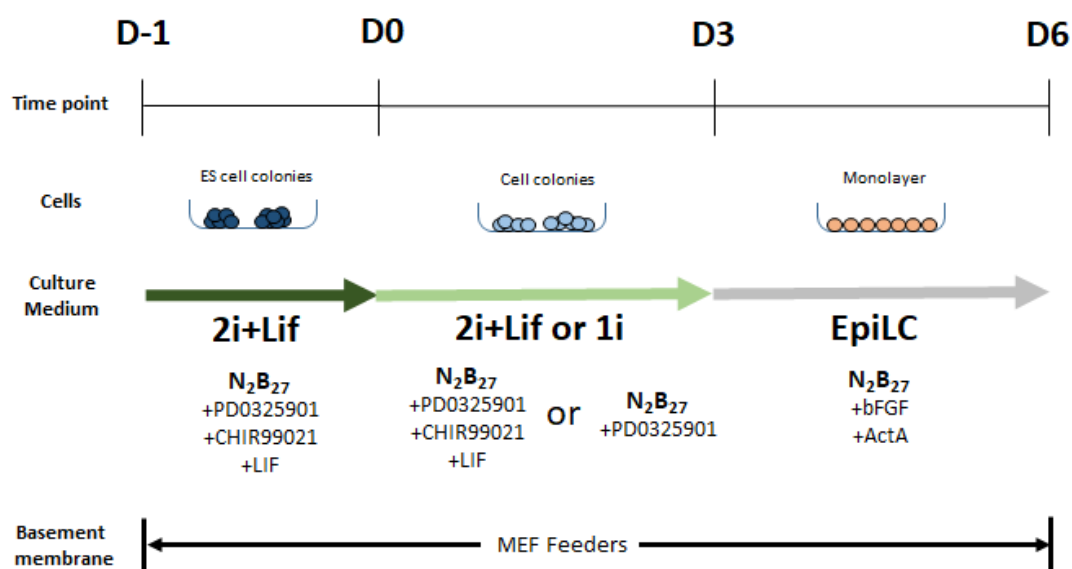 D-1 D0 D3 D6
Time point
ES cell colonies Cell colonies Monolayer
Cells
Culture
Medium
2i+Lif 2i+Lif or 1i EpiLC
N₂B₂₇
+PD0325901
+CHIR99021
+LIF
N₂B₂₇
+PD0325901
+CHIR99021
+LIF
or
N₂B₂₇
+PD0325901
N₂B₂₇
+bFGF
+ActA
Basement
membrane
MEF Feeders